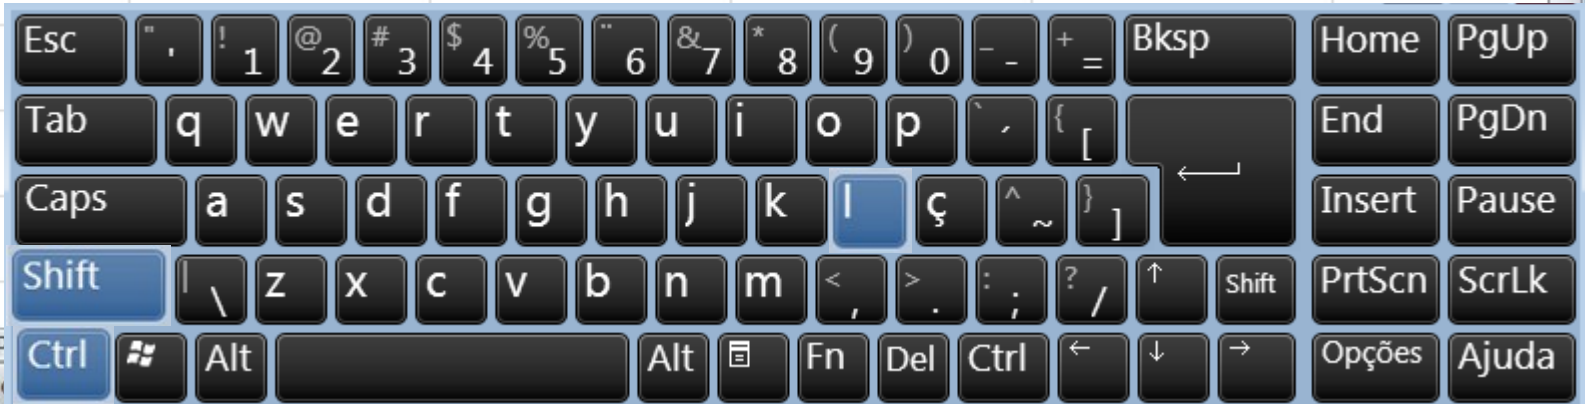 Esc " ' ! 1 @ 2 # 3 $ 4 % 5 ¨ 6 & 7 * 8 ( 9 ) 0 _ - + = Bksp Home PgUp
Tab q w e r t y u i o p ` ´ { [ End PgDn
Caps a s d f g h j k l ç ^ ~ } ] Insert Pause
Shift | \ z x c v b n m < , > . : ; ? / ↑ Shift PrtScn ScrLk
Ctrl Alt Alt Fn Del Ctrl ← ↓ → Opções Ajuda